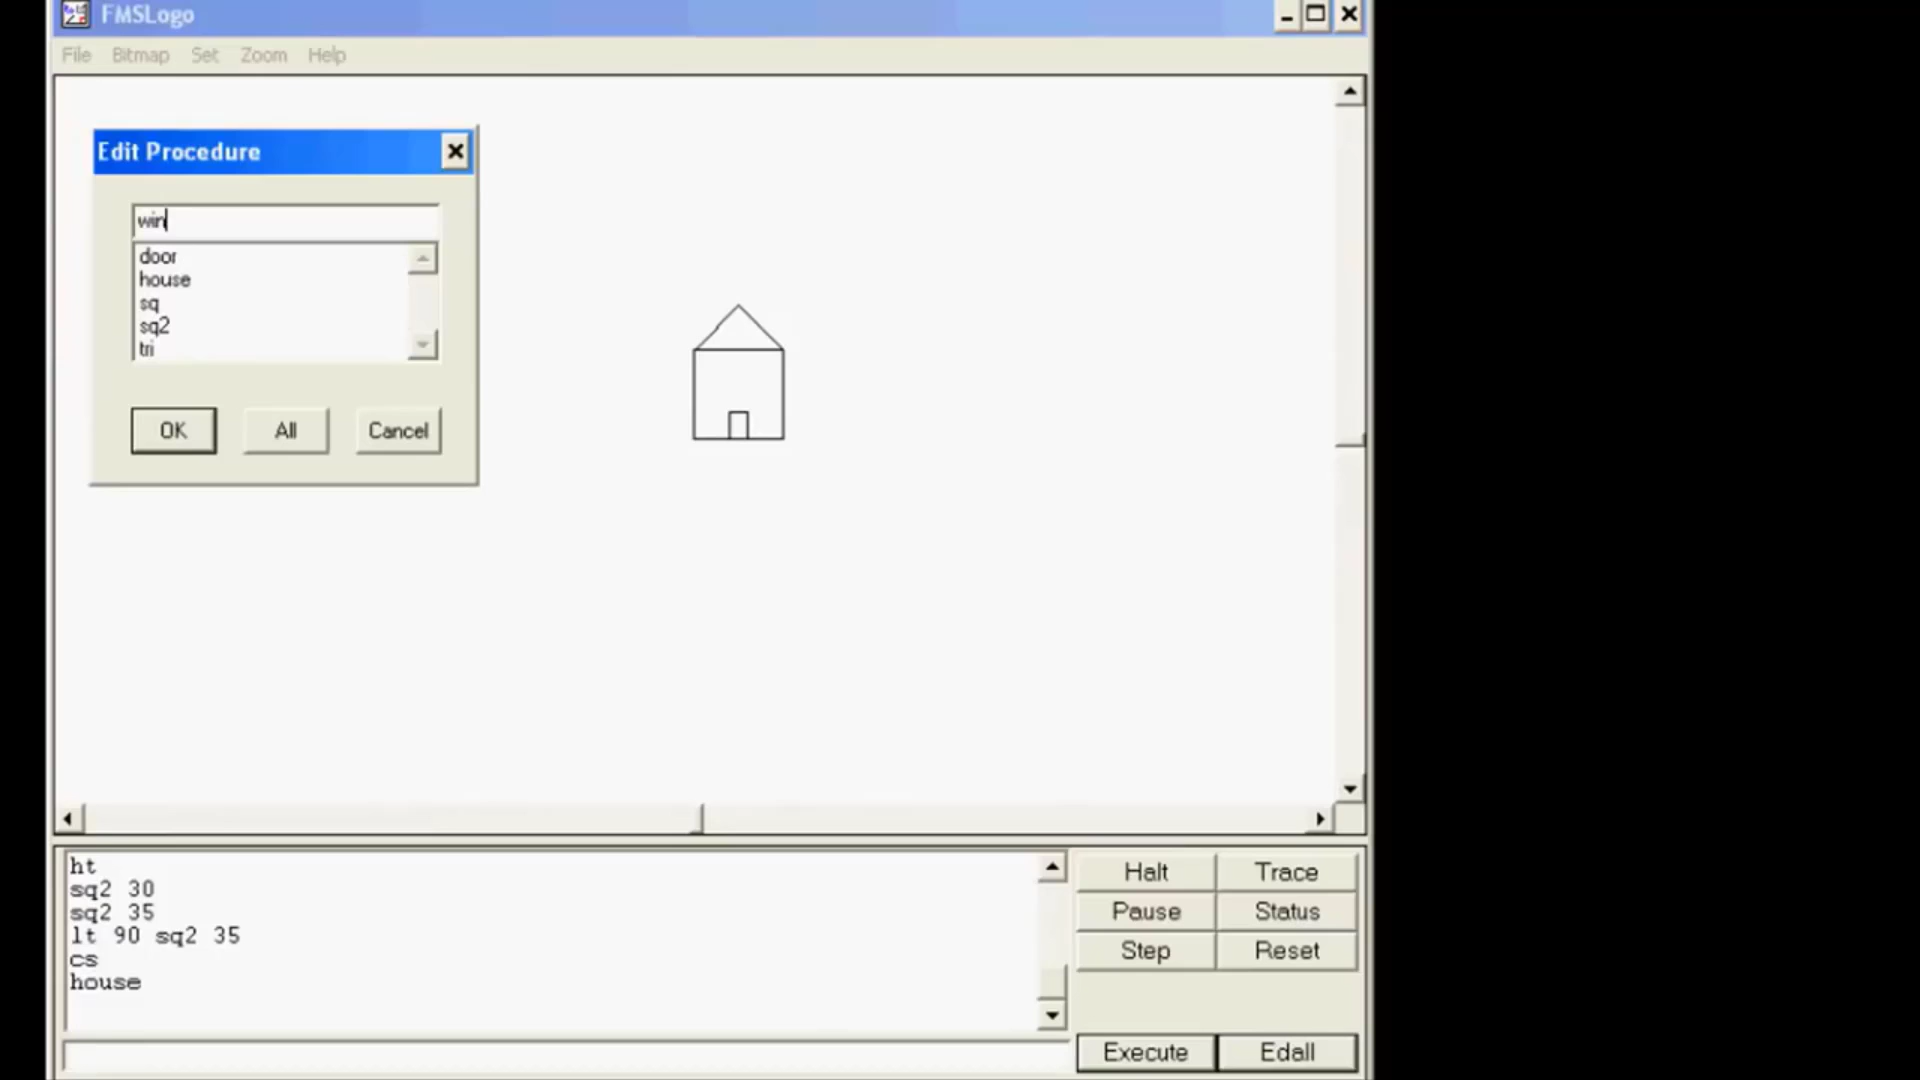 FMSLogo
File Bitmap Set Zoom Help
Edit Procedure
win
door
house
sq
sq2
tri
OK All Cancel
ht
sq2 30
sq2 35
lt 90 sq2 35
cs
house
Halt Trace
Pause Status
Step Reset
Execute Edall